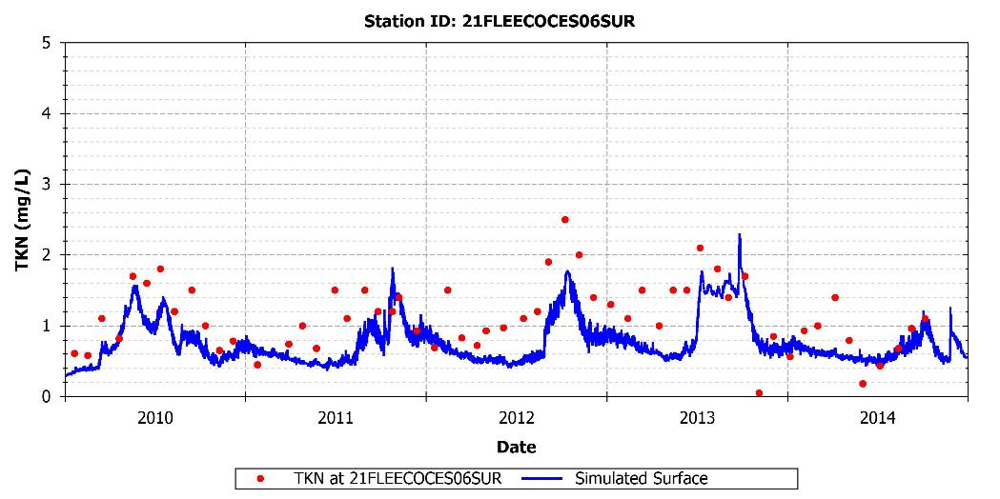 Station ID: 21FLEECOCES06SUR
5
4
3
2
1
0
TKN (mg/L)
2010 2011 2012 2013 2014
Date
TKN at 21FLEECOCES06SUR Simulated Surface